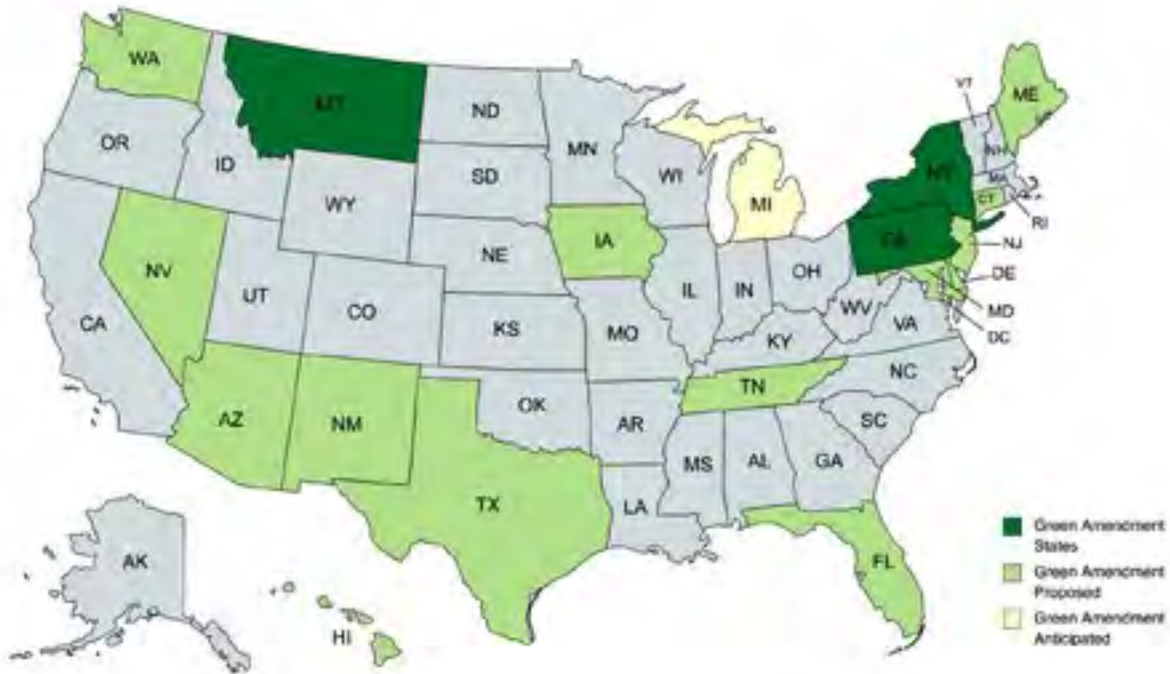 WA
MT
ND
VT
ME
OR
MN
ID
SD
WI
NH
NY
MA
WY
MI
CT
RI
IA
PA
NJ
NE
NV
OH
DE
IL
IN
UT
MD
CO
WV
CA
VA
DC
KS
MO
KY
NC
TN
OK
AZ
NM
AR
SC
MS
AL
GA
TX
LA
AK
FL
HI
Green Amendment
States
Green Amendment
Proposed
Green Amendment
Anticipated